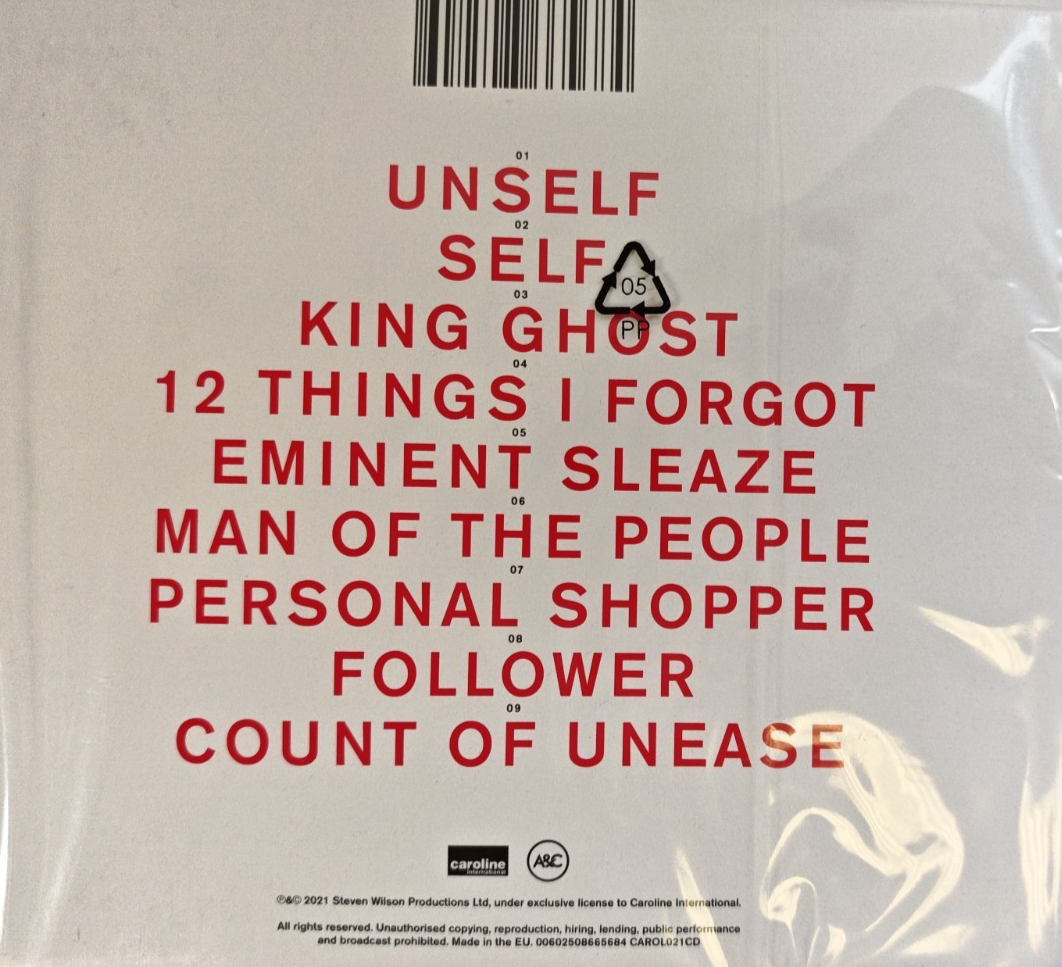 01
UNSELF
02
SELF
05
PP
03
KING GHOST
04
12 THINGS I FORGOT
05
EMINENT SLEAZE
06
MAN OF THE PEOPLE
07
PERSONAL SHOPPER
08
FOLLOWER
09
COUNT OF UNEASE
caroline
international
A&C
℗&© 2021 Steven Wilson Productions Ltd, under exclusive license to Caroline International.
All rights reserved. Unauthorised copying, reproduction, hiring, lending, public performance
and broadcast prohibited. Made in the EU. 00602508665684 CAROL021CD